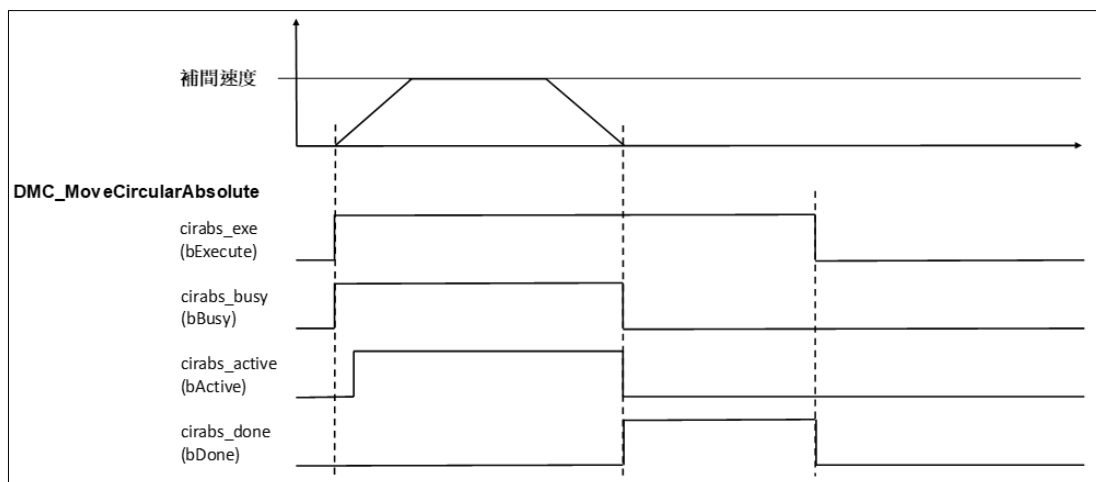 補間速度
DMC_MoveCircularAbsolute
cirabs_exe
(bExecute)
cirabs_busy
(bBusy)
cirabs_active
(bActive)
cirabs_done
(bDone)